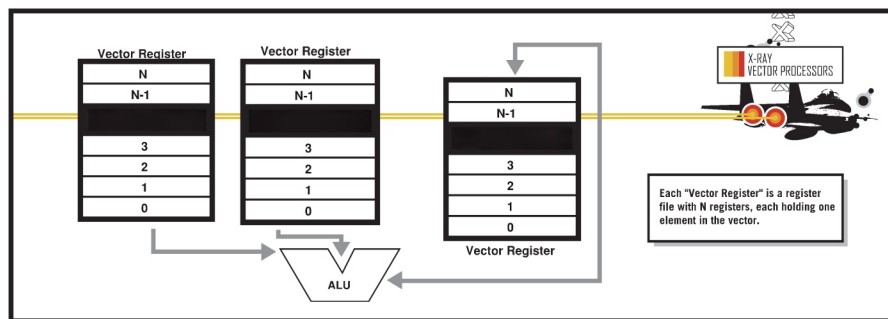 Vector Register
N
N-1
3
2
1
0
Vector Register
N
N-1
3
2
1
0
N
N-1
3
2
1
0
Vector Register
ALU
X-RAY
VECTOR PROCESSORS
Each "Vector Register" is a register
file with N registers, each holding one
element in the vector.